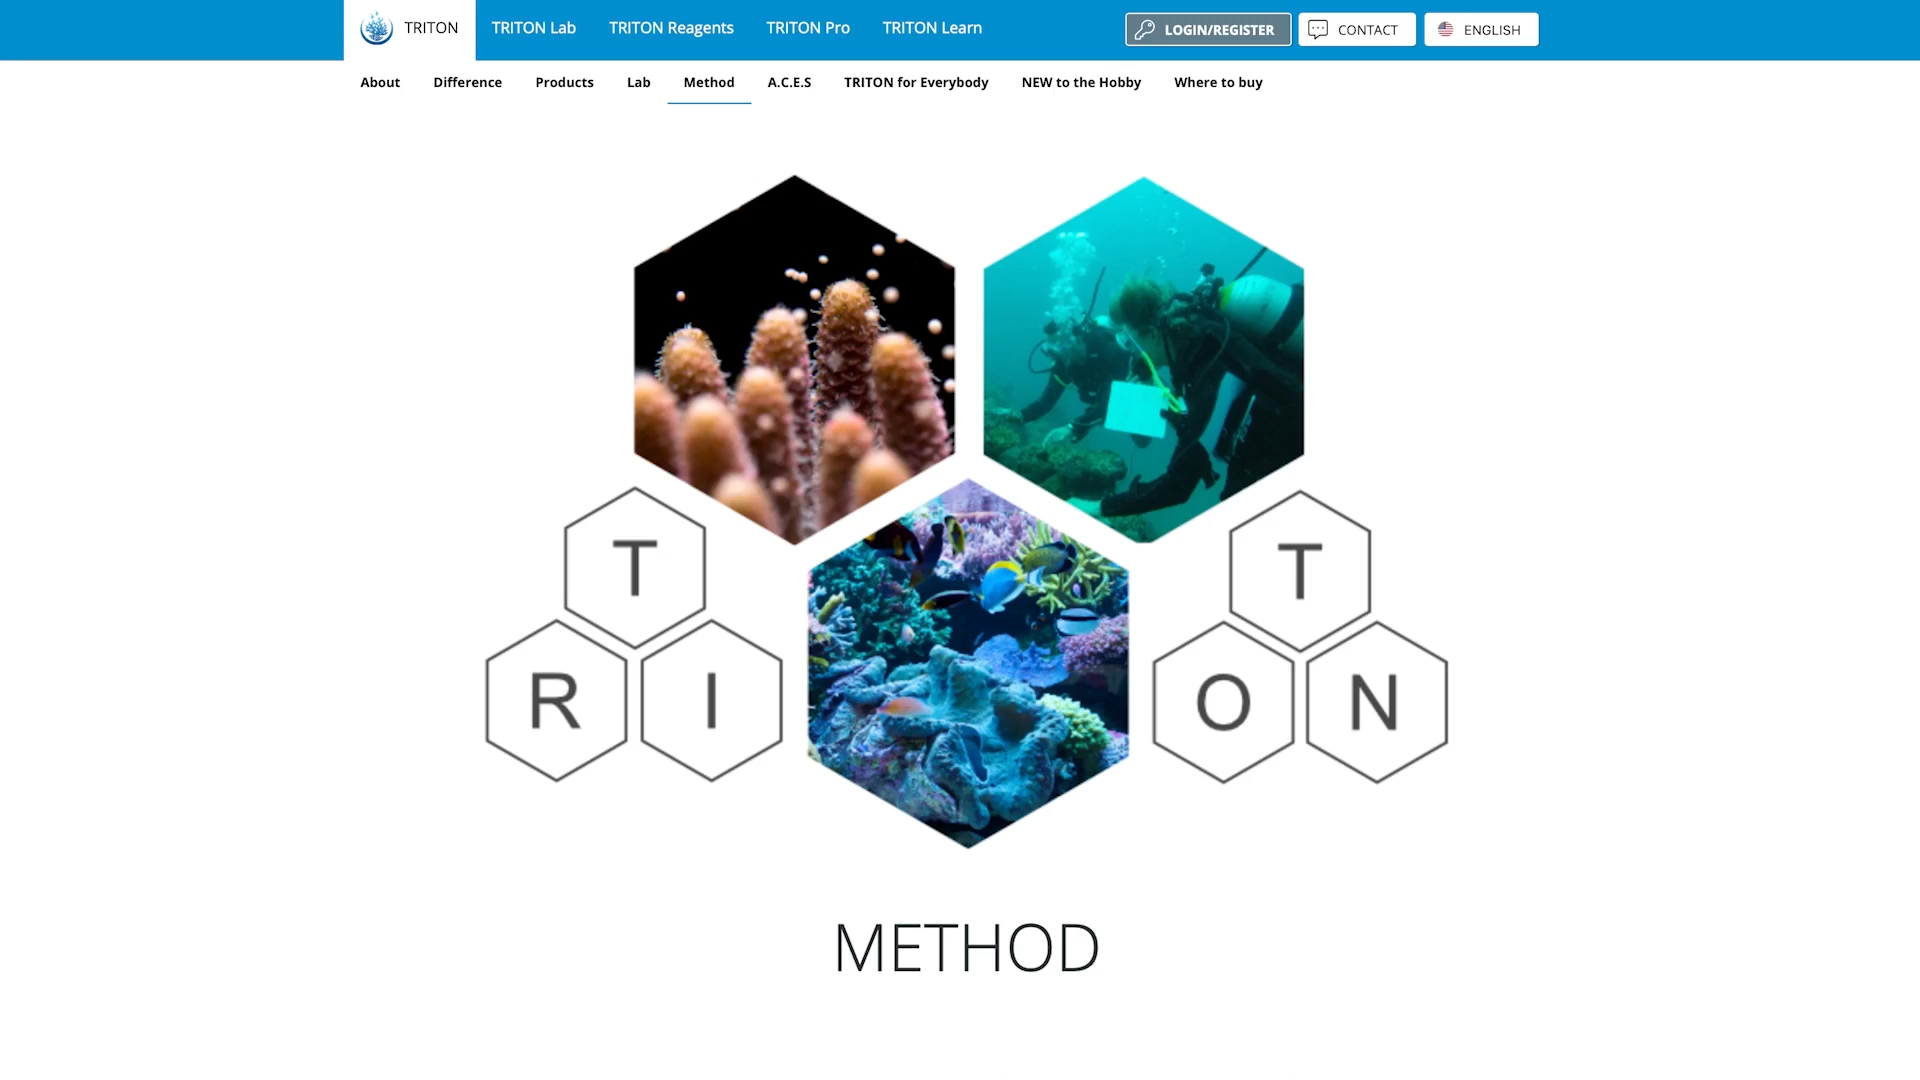 TRITON TRITON Lab TRITON Reagents TRITON Pro TRITON Learn LOGIN/REGISTER CONTACT ENGLISH
About Difference Products Lab Method A.C.E.S TRITON for Everybody NEW to the Hobby Where to buy
T T
R I O N
METHOD